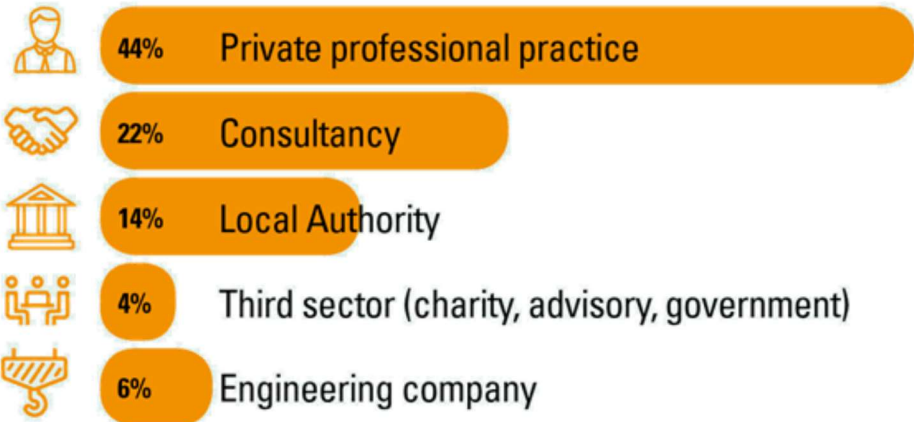 44% Private professional practice
22% Consultancy
14% Local Authority
4% Third sector (charity, advisory, government)
6% Engineering company